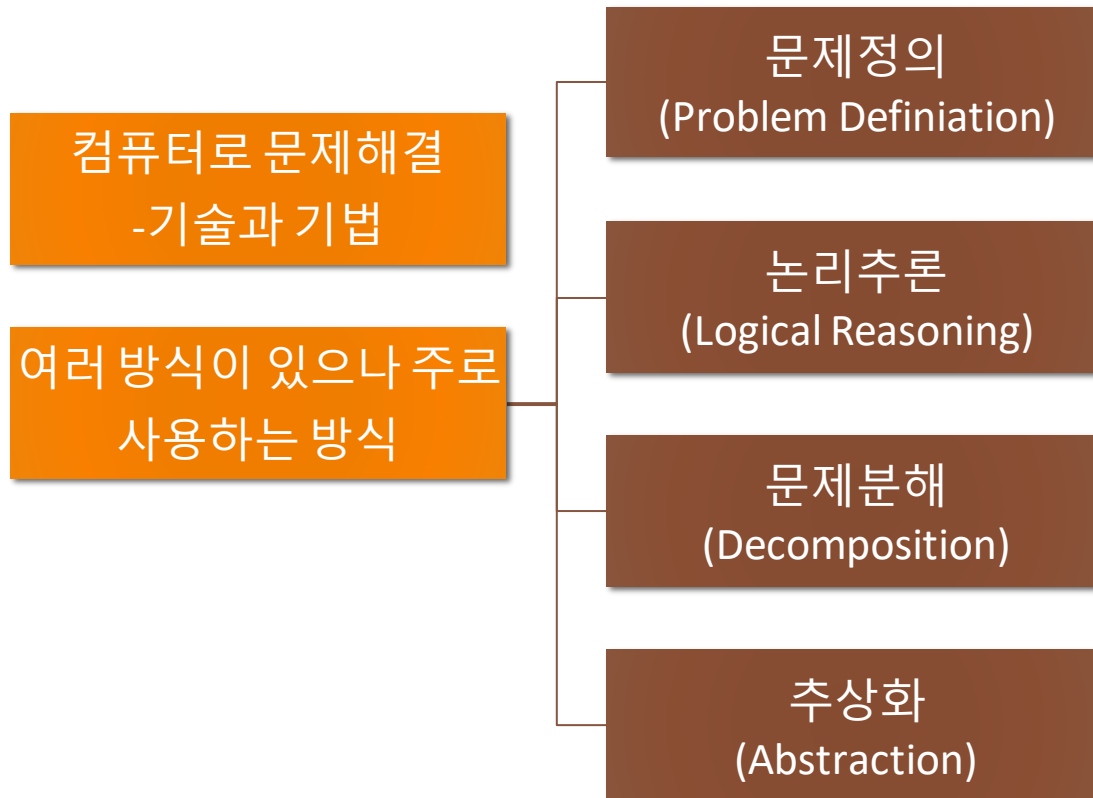 컴퓨터로 문제해결
-기술과 기법
여러 방식이 있으나 주로
사용하는 방식
문제정의
(Problem Definiation)
논리추론
(Logical Reasoning)
문제분해
(Decomposition)
추상화
(Abstraction)